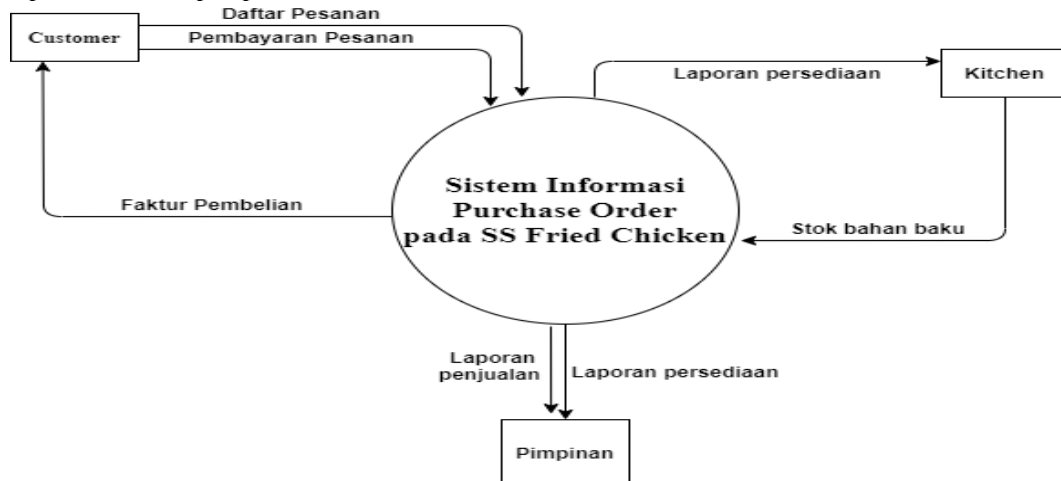 Daftar Pesanan
Customer
Pembayaran Pesanan
Laporan persediaan
Kitchen
Sistem Informasi
Purchase Order
pada SS Fried Chicken
Faktur Pembelian
Stok bahan baku
Laporan
penjualan
Laporan persediaan
Pimpinan